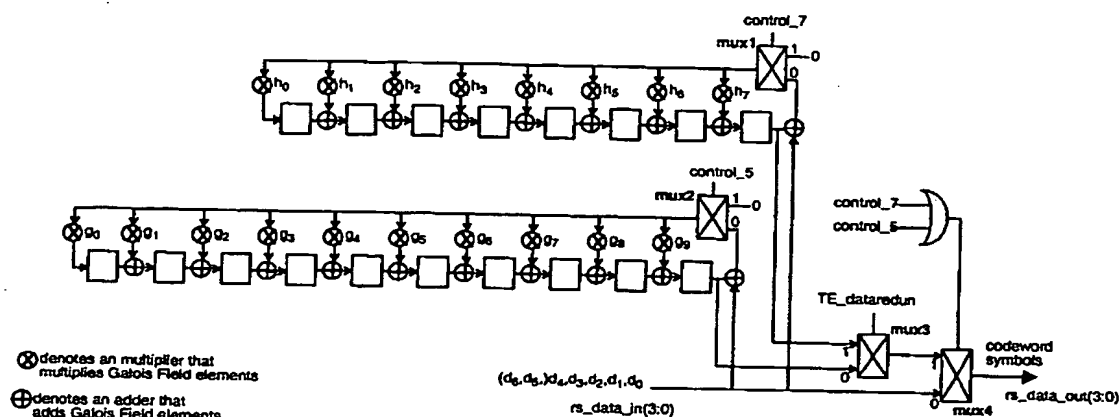 control_7
mux1
1
0
0
h0
h1
h2
h3
h4
h5
h6
h7
control_5
mux2
1
0
0
g0
g1
g2
g3
g4
g5
g6
g7
g8
g9
control_7
control_5
TE_dataredun
mux3
1
0
codeword
symbols
1
0
rs_data_out(3:0)
mux4
(d6,d5,)d4,d3,d2,d1,d0
rs_data_in(3:0)
⊗ denotes an multiplier that
multiplies Galois Field elements
⊕ denotes an adder that
adds Galois Field elements